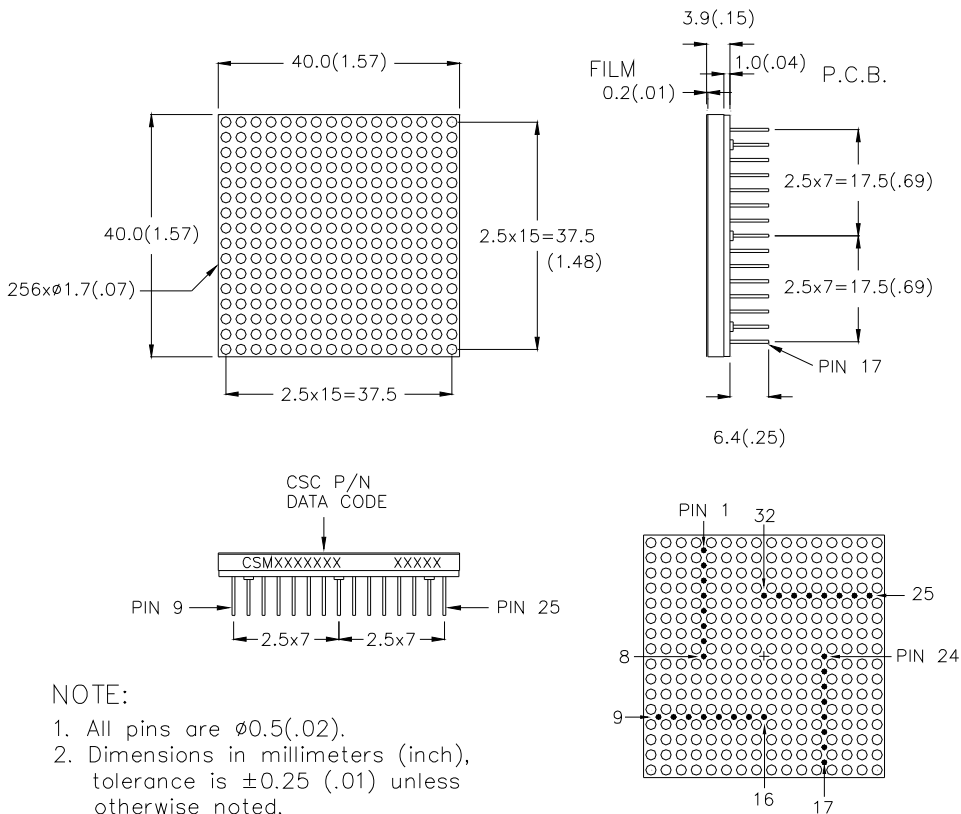 3.9(.15)
40.0(1.57)
FILM
1.0(.04)
P.C.B.
0.2(.01)
40.0(1.57)
2.5x15=37.5
(1.48)
256xø1.7(.07)
2.5x15=37.5
2.5x7=17.5(.69)
2.5x7=17.5(.69)
PIN 17
6.4(.25)
CSC P/N
DATA CODE
CSMXXXXXXX XXXXX
PIN 9
PIN 25
2.5x7
2.5x7
PIN 1
32
25
8
PIN 24
9
16
17
NOTE:
1. All pins are ø0.5(.02).
2. Dimensions in millimeters (inch),
tolerance is ±0.25 (.01) unless
otherwise noted.